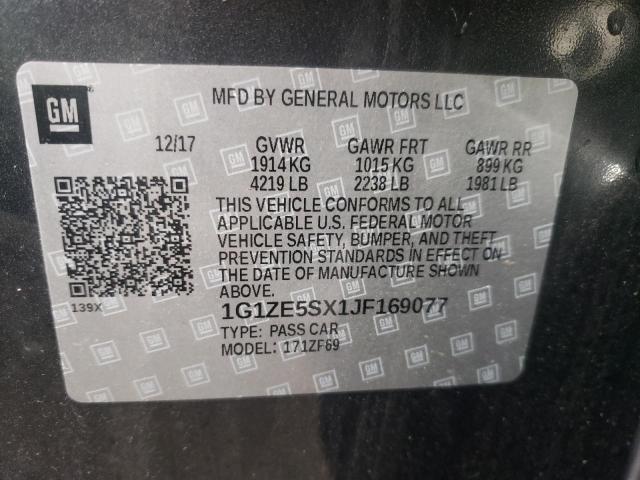 GM
MFD BY GENERAL MOTORS LLC
12/17 GVWR GAWR FRT GAWR RR
1914 KG 1015 KG 899 KG
4219 LB 2238 LB 1981 LB
THIS VEHICLE CONFORMS TO ALL
APPLICABLE U.S. FEDERAL MOTOR
VEHICLE SAFETY, BUMPER, AND THEFT
PREVENTION STANDARDS IN EFFECT ON
THE DATE OF MANUFACTURE SHOWN
ABOVE.
139X
1G1ZE5SX1JF169077
TYPE: PASS CAR
MODEL: 171ZF69